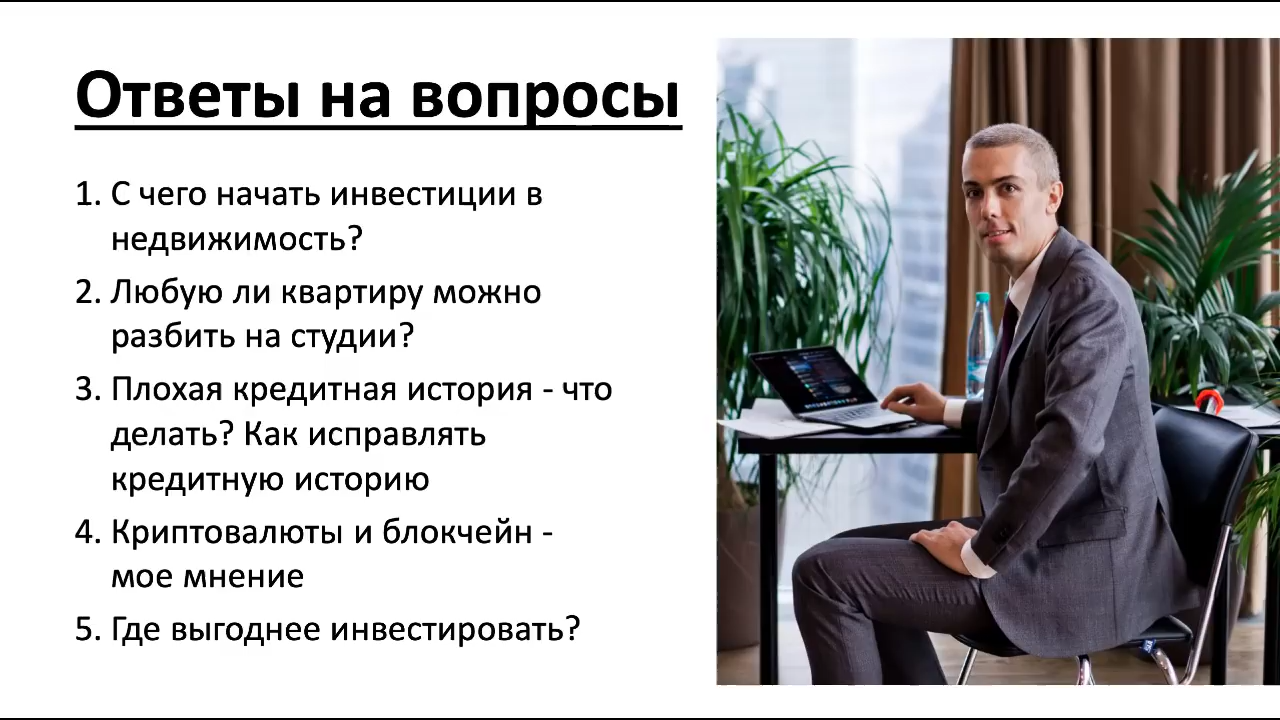 Ответы на вопросы
1. С чего начать инвестиции в
недвижимость?
2. Любую ли квартиру можно
разбить на студии?
3. Плохая кредитная история - что
делать? Как исправлять
кредитную историю
4. Криптовалюты и блокчейн -
мое мнение
5. Где выгоднее инвестировать?